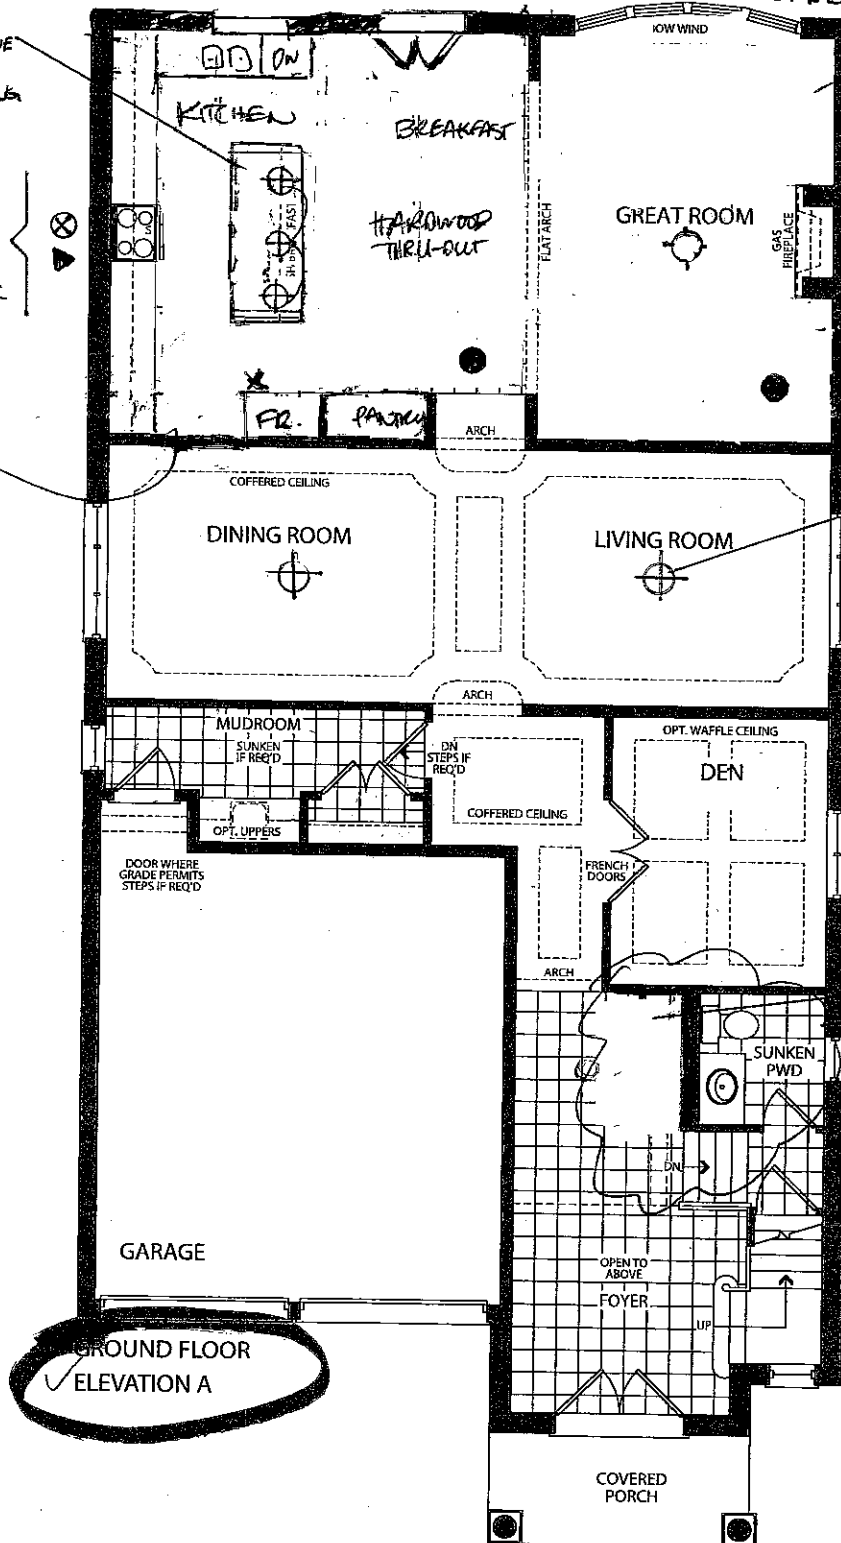 OW WIND
DW
KITCHEN
BREAKFAST
HARDWOOD
THRU-OUT
FLAT ARCH
GREAT ROOM
GAS
FIREPLACE
FR.
PANTRY
ARCH
COFFERED CEILING
DINING ROOM
LIVING ROOM
ARCH
MUDROOM
SUNKEN
IF REQ'D
DN
STEPS IF
REQ'D
OPT. UPPERS
COFFERED CEILING
OPT. WAFFLE CEILING
DEN
FRENCH
DOORS
DOOR WHERE
GRADE PERMITS
STEPS IF REQ'D
ARCH
SUNKEN
PWD
DN
GARAGE
OPEN TO
ABOVE
FOYER
UP
GROUND FLOOR
ELEVATION A
COVERED
PORCH